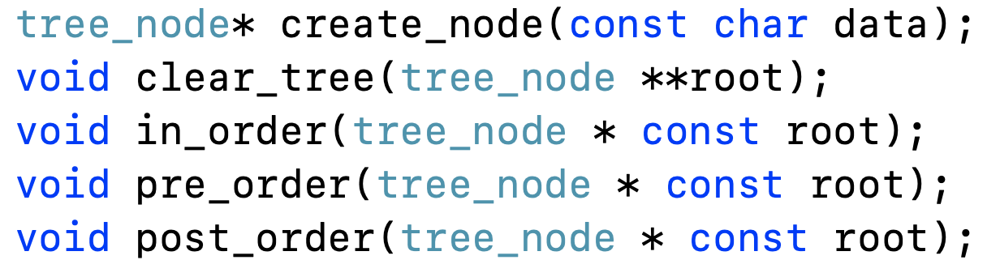 tree_node* create_node(const char data);
void clear_tree(tree_node **root);
void in_order(tree_node * const root);
void pre_order(tree_node * const root);
void post_order(tree_node * const root);